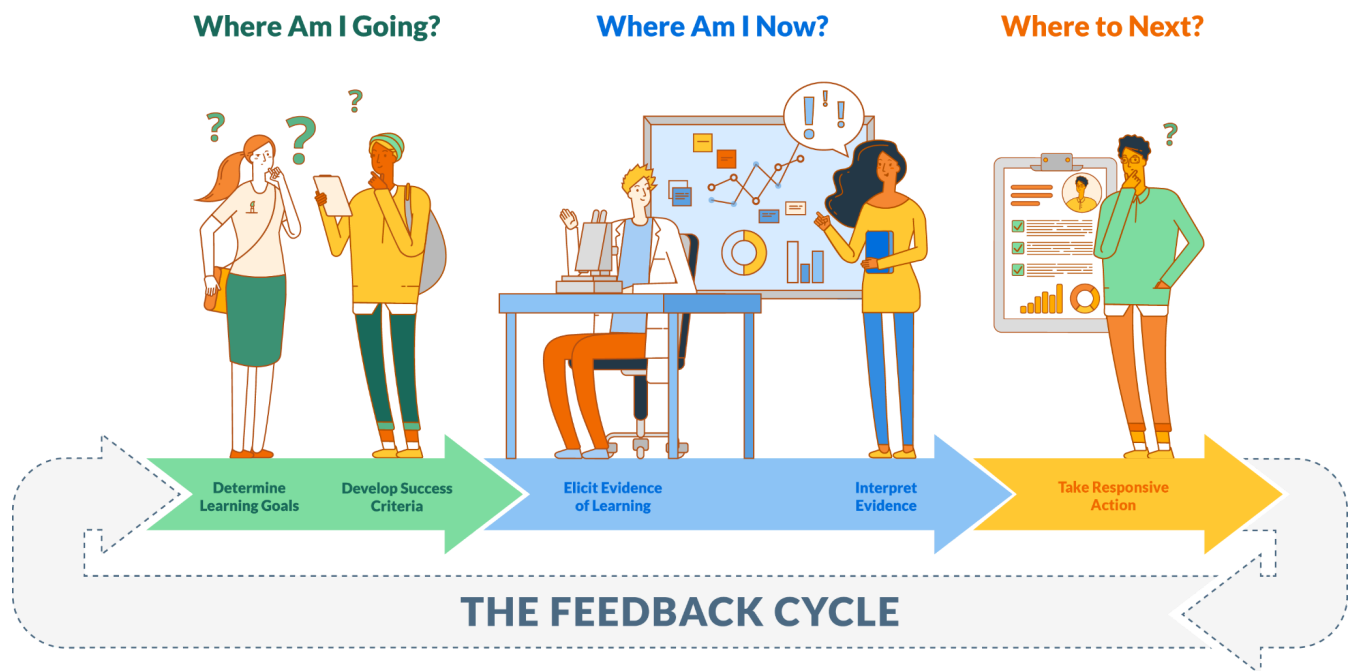 Where Am I Going?
Where Am I Now?
Where to Next?
? ? ?
! ! !
?
Determine
Learning Goals
Develop Success
Criteria
Elicit Evidence
of Learning
Interpret
Evidence
Take Responsive
Action
THE FEEDBACK CYCLE